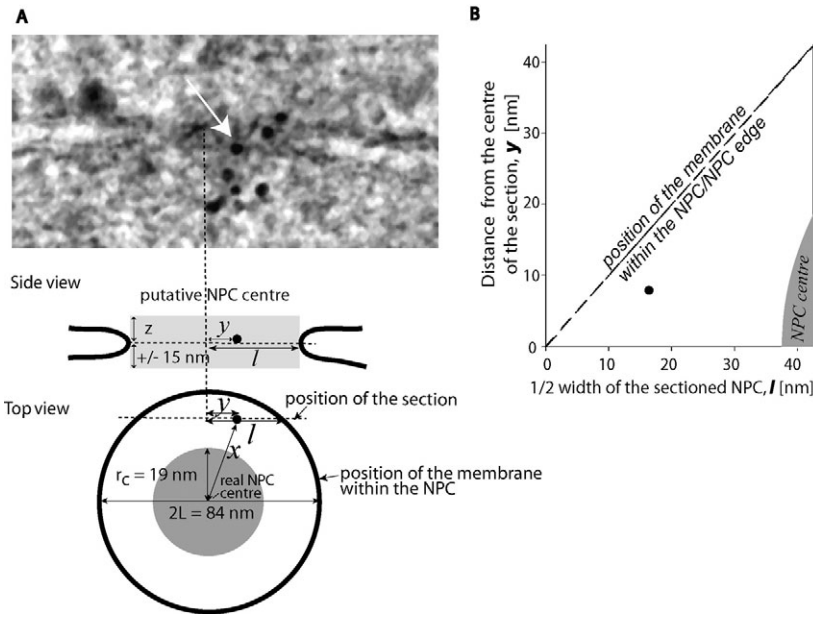 A
Side view
putative NPC centre
z
y
+/- 15 nm
l
Top view
y
position of the section
l
x
r_c = 19 nm
real NPC
centre
2L = 84 nm
position of the membrane
within the NPC
B
Distance from the centre
of the section, y [nm]
40
30
20
10
0
position of the membrane
within the NPC/NPC edge
NPC centre
0
10
20
30
40
1/2 width of the sectioned NPC, l [nm]